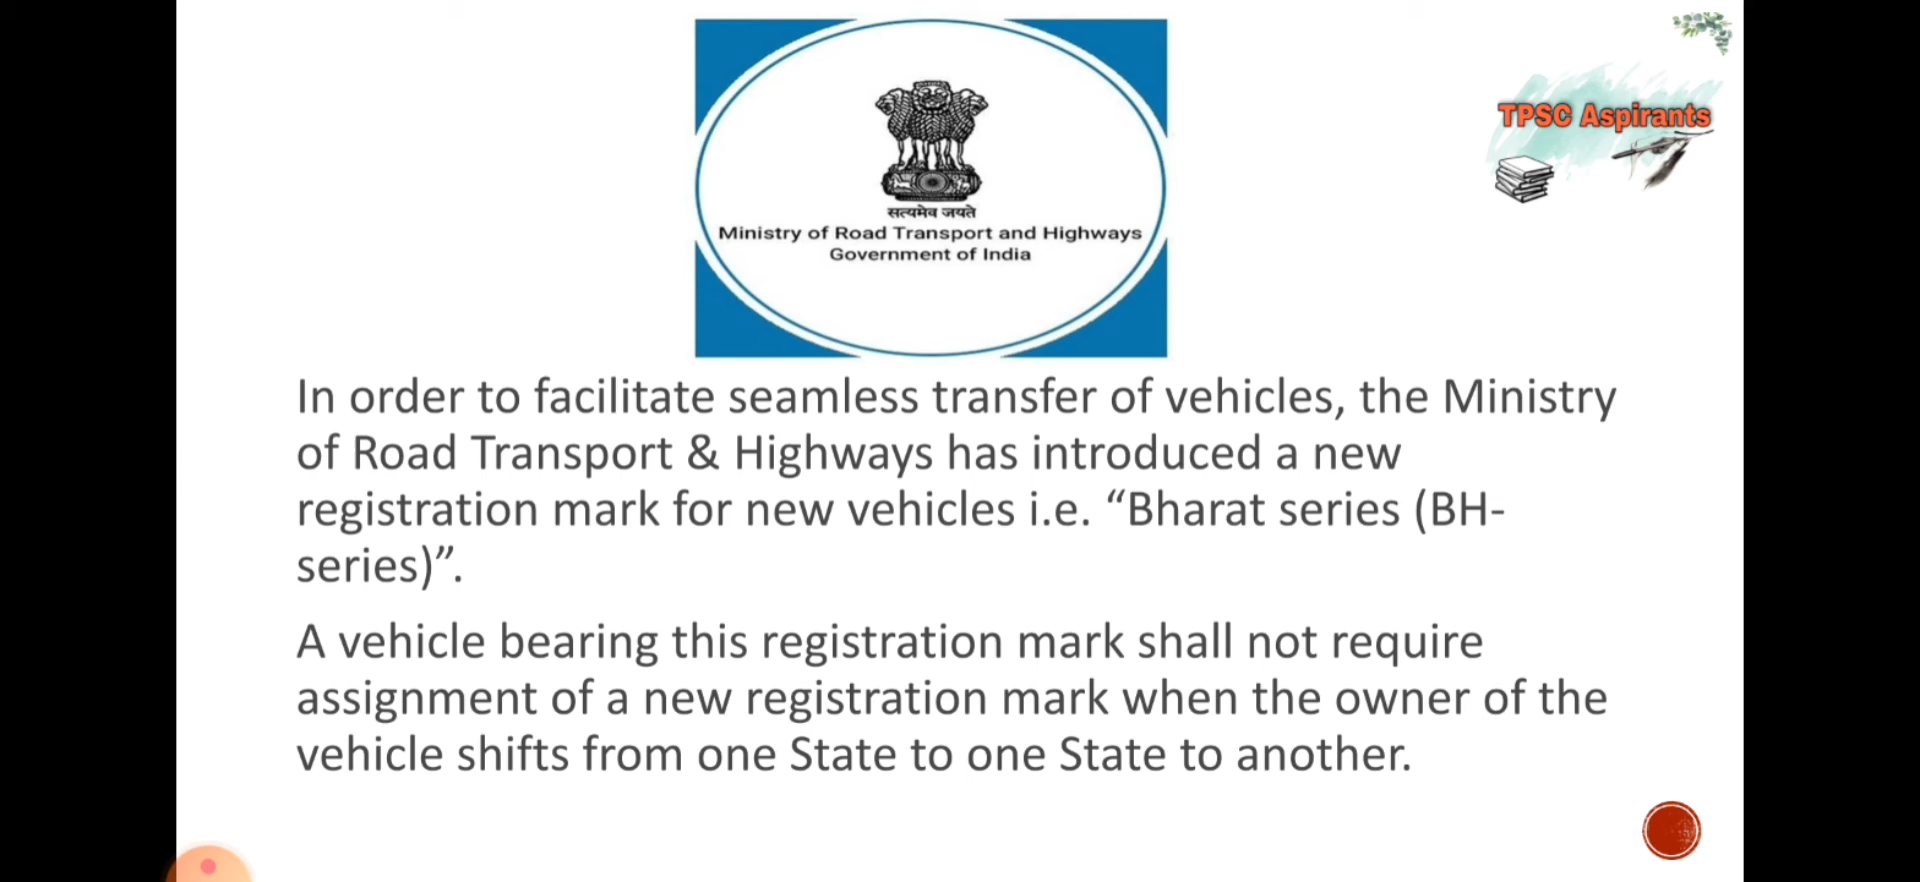 TPSC Aspirants
सत्यमेव जयते
Ministry of Road Transport and Highways
Government of India
In order to facilitate seamless transfer of vehicles, the Ministry
of Road Transport & Highways has introduced a new
registration mark for new vehicles i.e. “Bharat series (BH-
series)”.
A vehicle bearing this registration mark shall not require
assignment of a new registration mark when the owner of the
vehicle shifts from one State to one State to another.